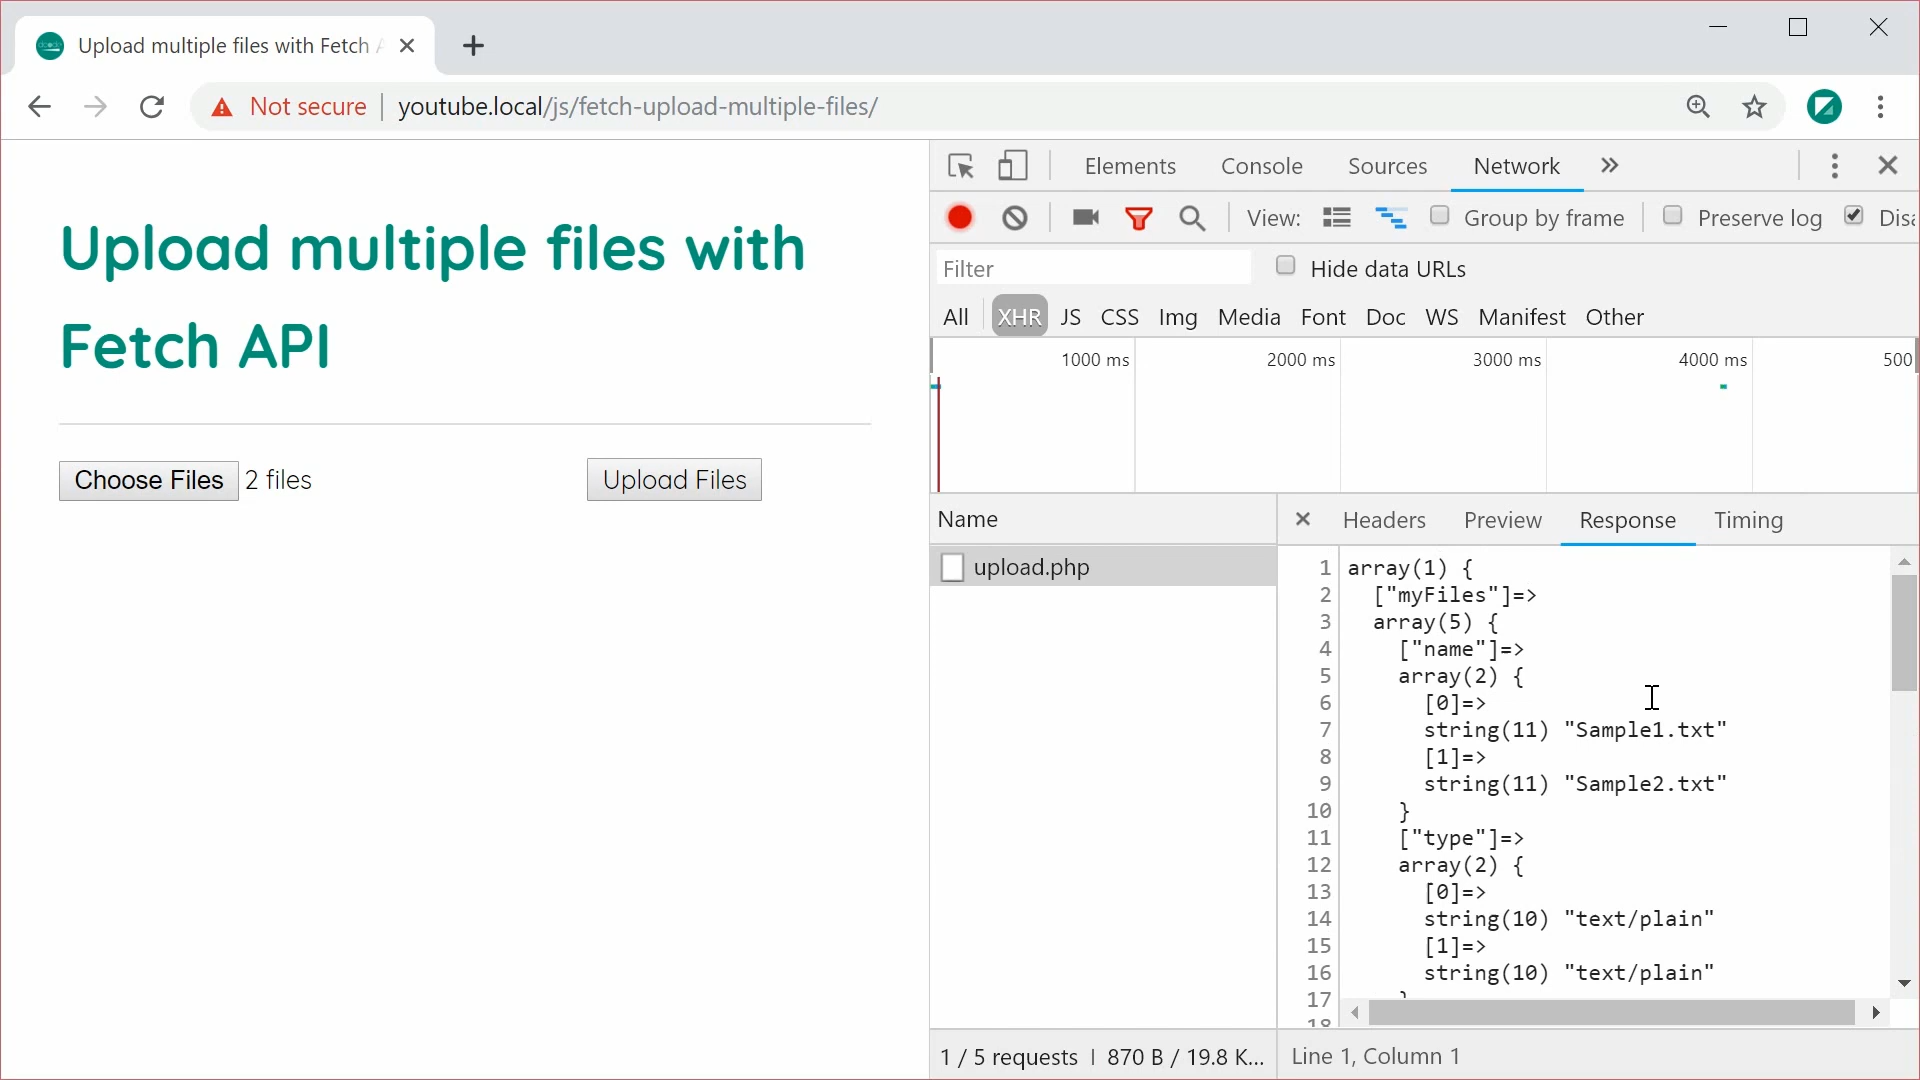 Upload multiple files with Fetch
Not secure | youtube.local/js/fetch-upload-multiple-files/
Upload multiple files with
Fetch API
Choose Files 2 files
Upload Files
Elements Console Sources Network
View: Group by frame Preserve log
Filter Hide data URLs
All XHR JS CSS Img Media Font Doc WS Manifest Other
1000 ms 2000 ms 3000 ms 4000 ms 500
Name
upload.php
Headers Preview Response Timing
1 array(1) {
2 ["myFiles"]=>
3 array(5) {
4 ["name"]=>
5 array(2) {
6 [0]=>
7 string(11) "Sample1.txt"
8 [1]=>
9 string(11) "Sample2.txt"
10 }
11 ["type"]=>
12 array(2) {
13 [0]=>
14 string(10) "text/plain"
15 [1]=>
16 string(10) "text/plain"
17 }
18
1 / 5 requests | 870 B / 19.8 K...
Line 1, Column 1